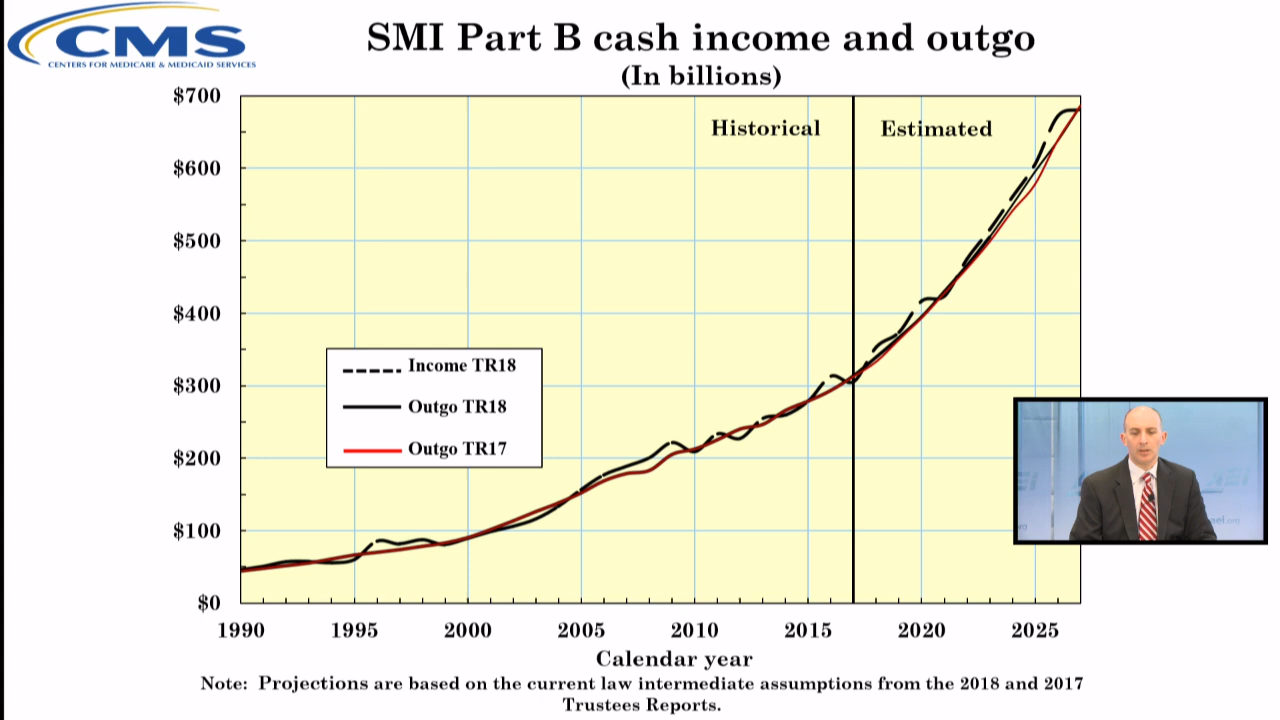 CMS
CENTERS FOR MEDICARE & MEDICAID SERVICES
SMI Part B cash income and outgo
(In billions)
$700
$600
$500
$400
$300
$200
$100
$0
Historical
Estimated
Income TR18
Outgo TR18
Outgo TR17
1990 1995 2000 2005 2010 2015 2020 2025
Calendar year
Note: Projections are based on the current law intermediate assumptions from the 2018 and 2017
Trustees Reports.
AEI